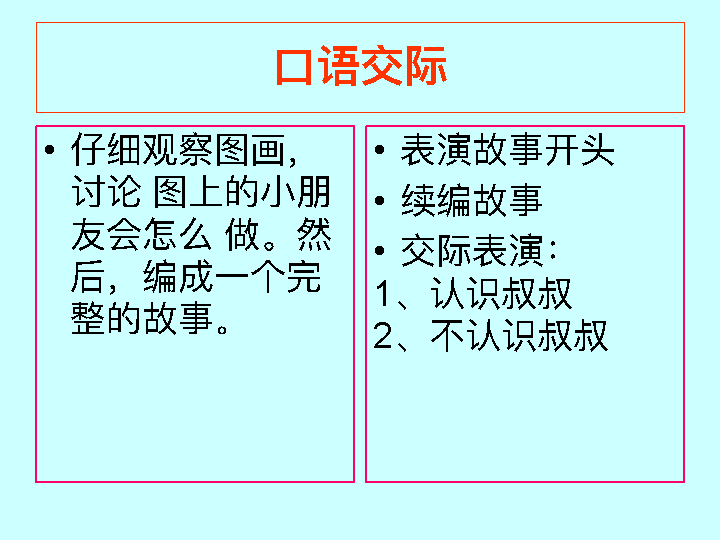 口语交际
• 仔细观察图画，
讨论 图上的小朋
友会怎么 做。然
后，编成一个完
整的故事。
• 表演故事开头
• 续编故事
• 交际表演：
1、认识叔叔
2、不认识叔叔